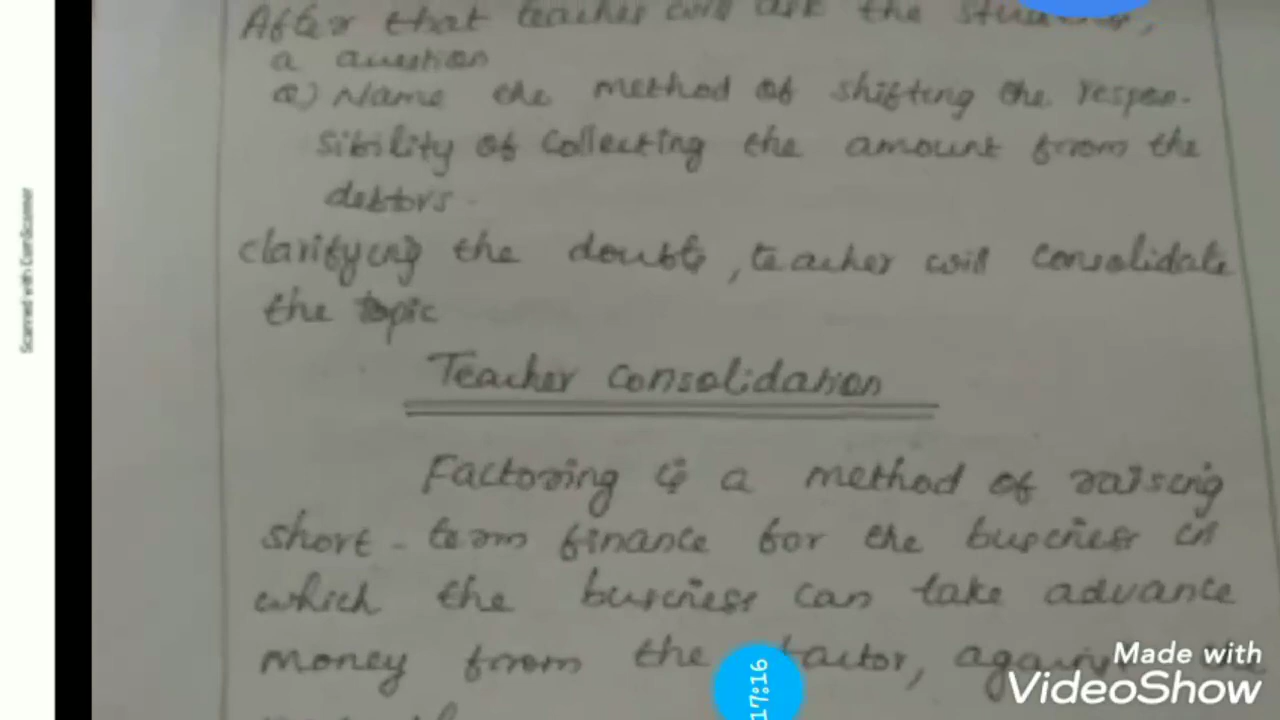 After that teacher will ask the
a question
Q) Name the method of shifting the respon-
sibility of collecting the amount from the
debtors.
clarifying the doubts, teacher will consolidate
the topic
Teacher consolidation
Factoring is a method of raising
short-term finance for the business in
which the business can take advance
money from the factor,
17:16
Made with
VideoShow
Scanned with CamScanner